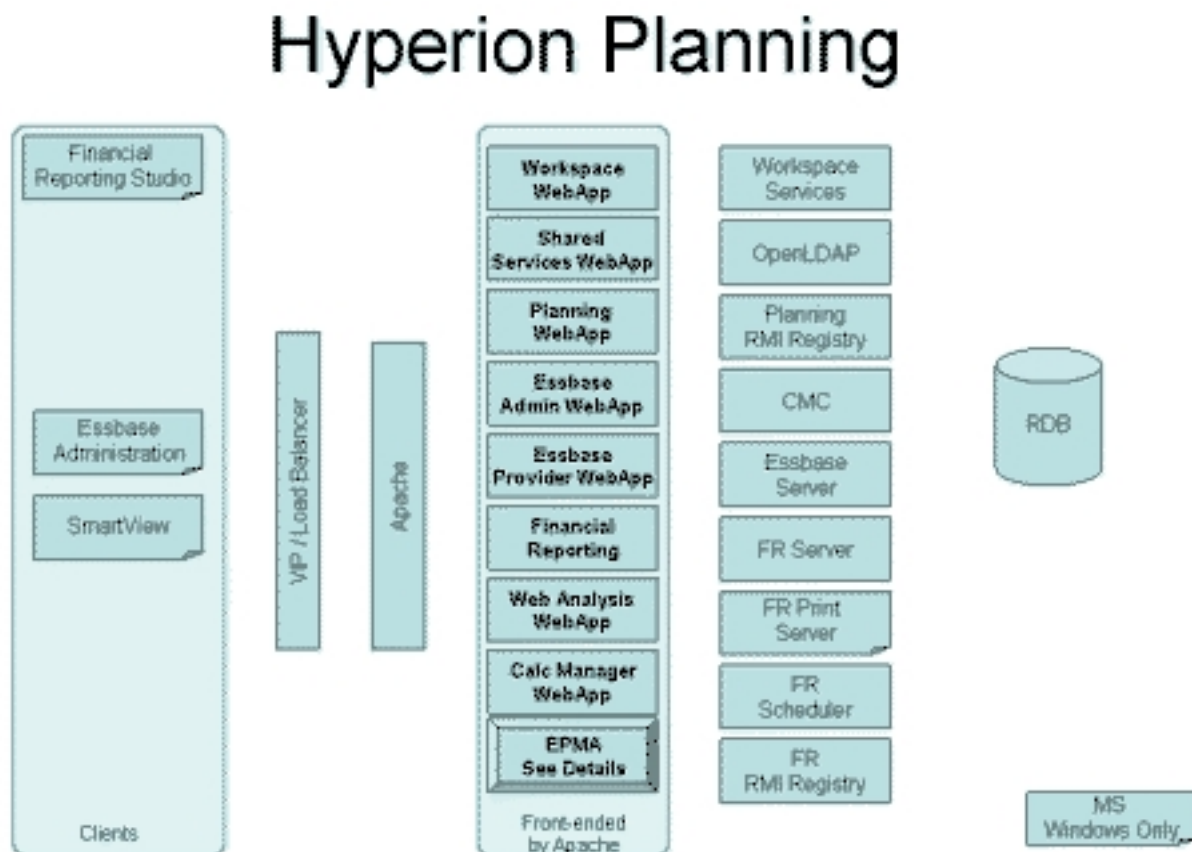 Hyperion Planning
Financial
Reporting Studio
Essbase
Administration
SmartView
Clients
VIP / Load Balancer
Apache
Workspace
WebApp
Shared
Services WebApp
Planning
WebApp
Essbase
Admin WebApp
Essbase
Provider WebApp
Financial
Reporting
Web Analysis
WebApp
Calc Manager
WebApp
EPMA
See Details
Front-ended
by Apache
Workspace
Services
OpenLDAP
Planning
RMI Registry
CMC
Essbase
Server
FR Server
FR Print
Server
FR
Scheduler
FR
RMI Registry
RDB
MS
Windows Only